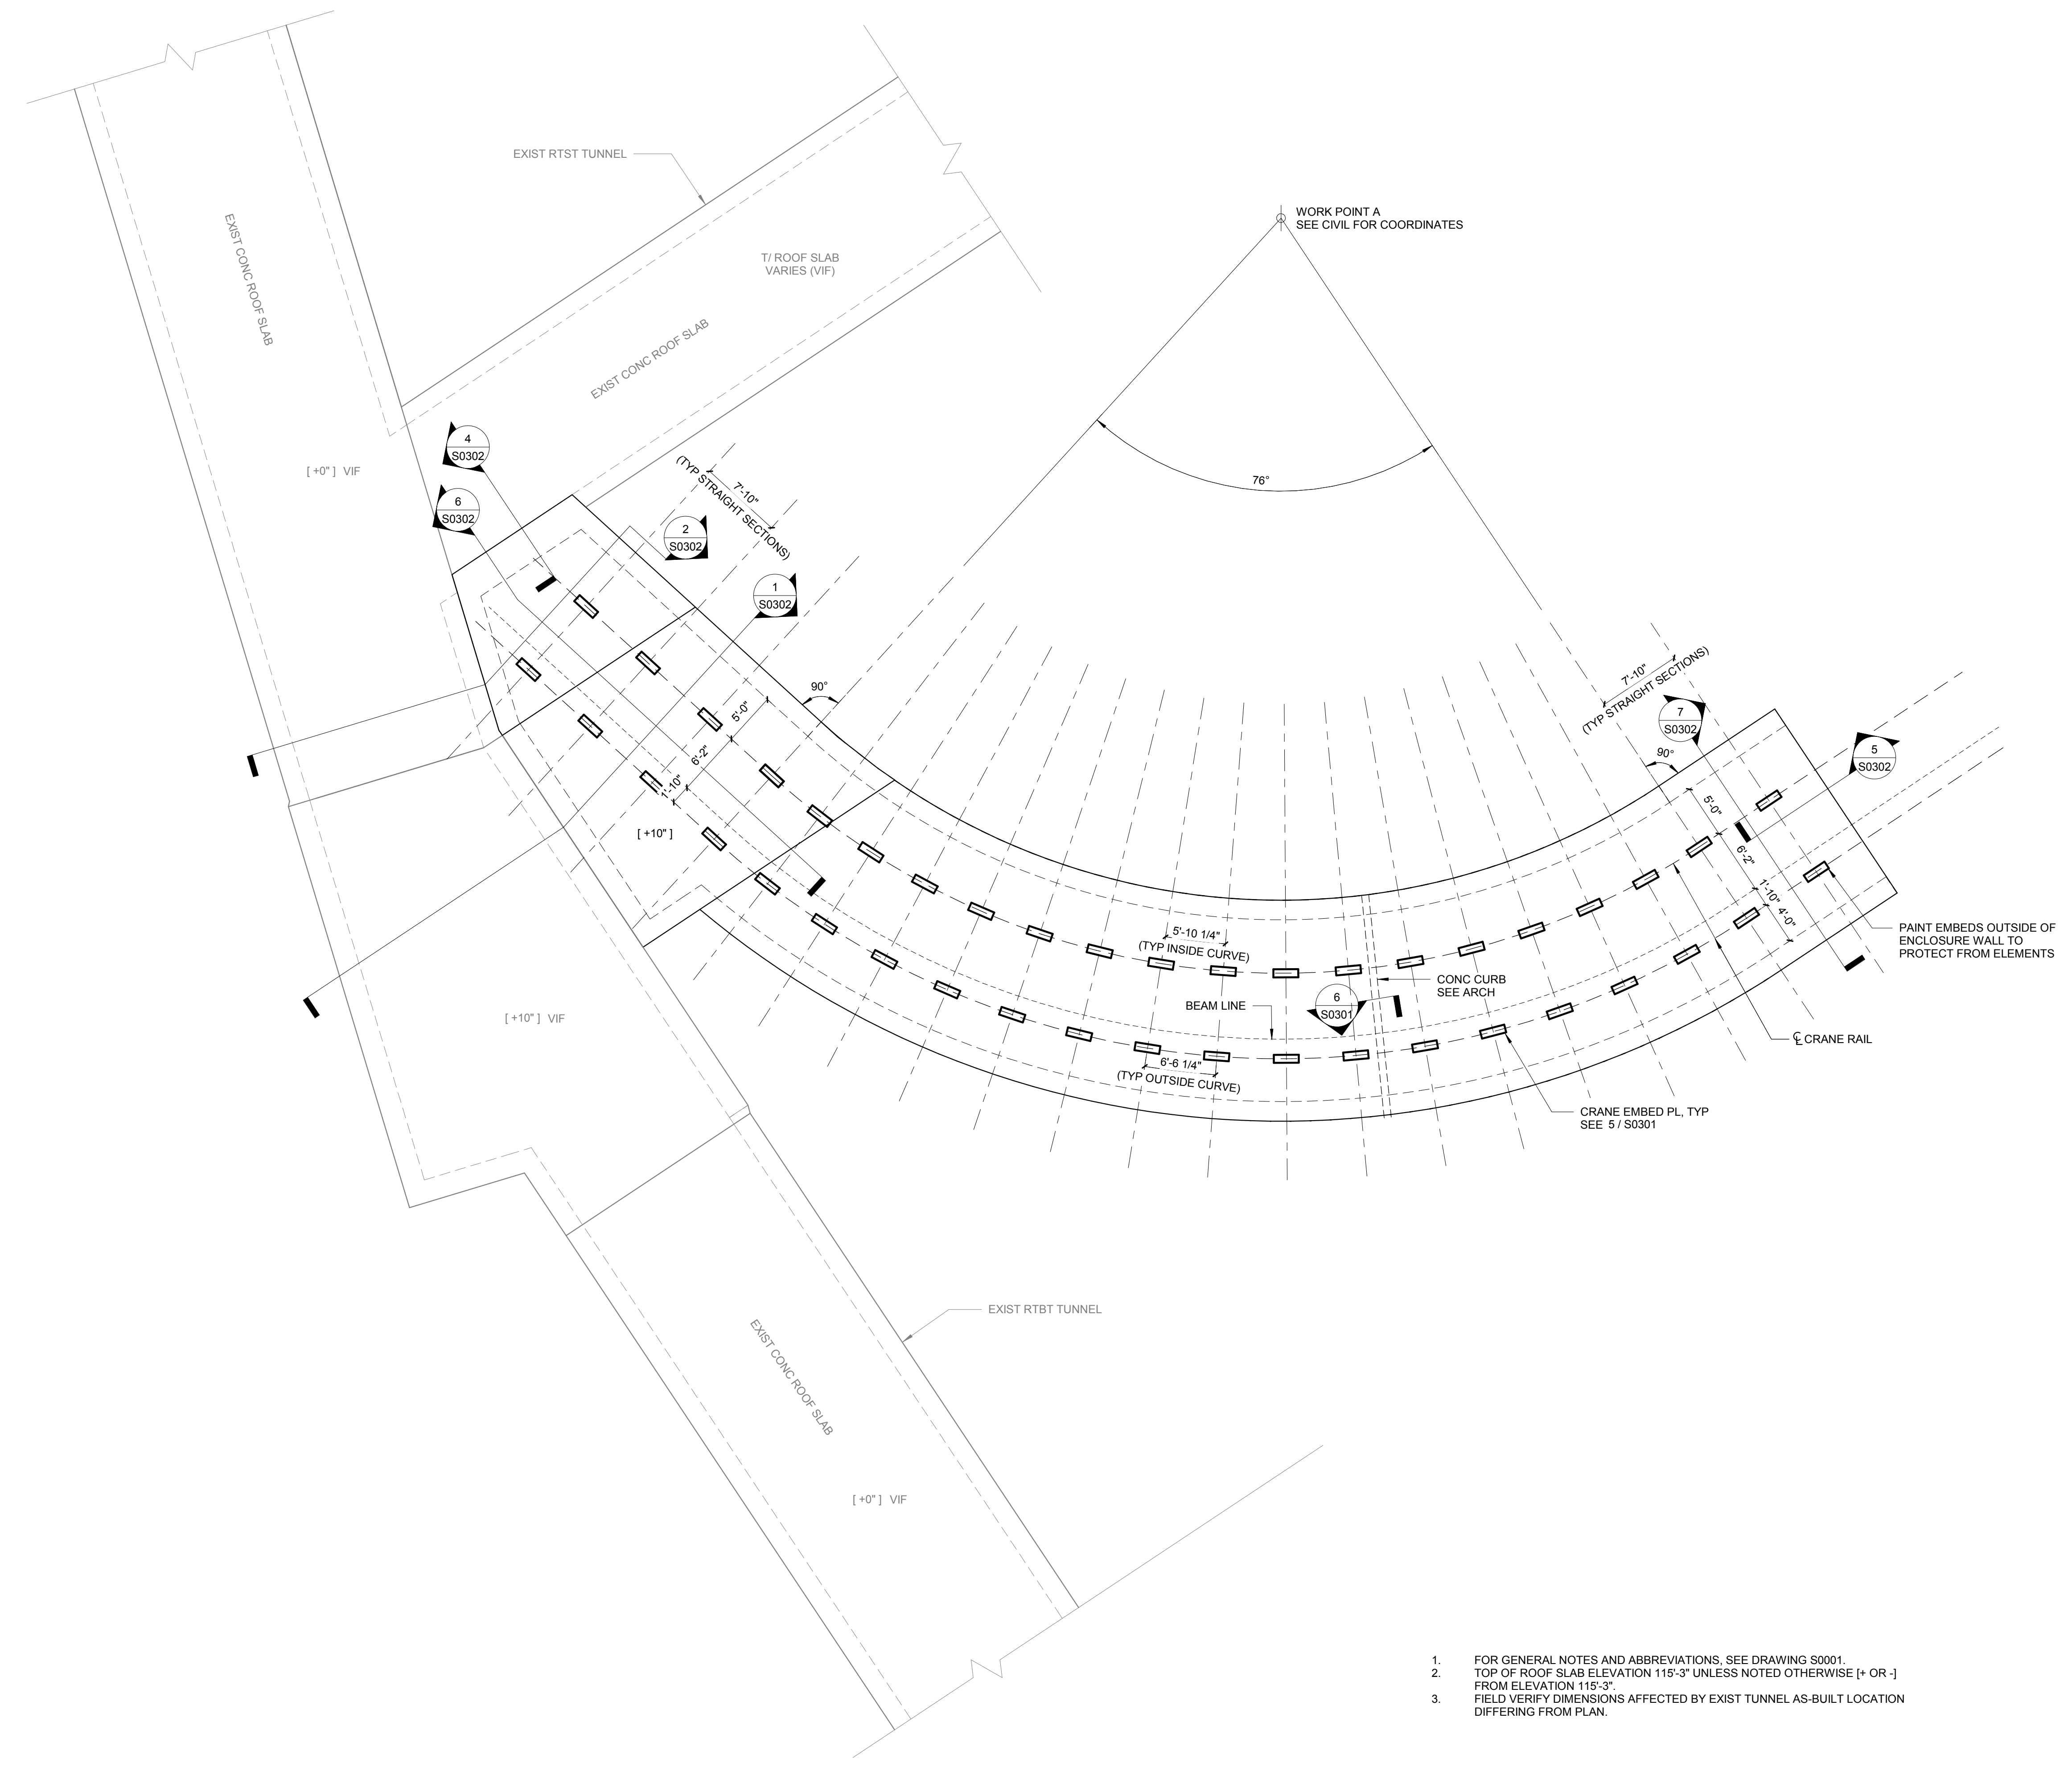 EXIST RTST TUNNEL
WORK POINT A
SEE CIVIL FOR COORDINATES
EXIST CONC ROOF SLAB
T/ ROOF SLAB
VARIES (VIF)
EXIST CONC ROOF SLAB
4
S0302
[ +0" ] VIF
6
S0302
7'-10"
(TYP STRAIGHT SECTIONS)
2
S0302
76°
1
S0302
90°
5'-0"
6'-2"
1'-10"
[ +10" ]
7'-10"
(TYP STRAIGHT SECTIONS)
7
S0302
90°
5
S0302
5'-0"
6'-2"
1'-10"
4'-0"
PAINT EMBEDS OUTSIDE OF
ENCLOSURE WALL TO
PROTECT FROM ELEMENTS
5'-10 1/4"
(TYP INSIDE CURVE)
CONC CURB
SEE ARCH
BEAM LINE
6
S0301
[ +10" ] VIF
℄ CRANE RAIL
6'-6 1/4"
(TYP OUTSIDE CURVE)
CRANE EMBED PL, TYP
SEE 5 / S0301
EXIST RTBT TUNNEL
EXIST CONC ROOF SLAB
[ +0" ] VIF
1. FOR GENERAL NOTES AND ABBREVIATIONS, SEE DRAWING S0001.
2. TOP OF ROOF SLAB ELEVATION 115'-3" UNLESS NOTED OTHERWISE [+ OR -]
FROM ELEVATION 115'-3".
3. FIELD VERIFY DIMENSIONS AFFECTED BY EXIST TUNNEL AS-BUILT LOCATION
DIFFERING FROM PLAN.